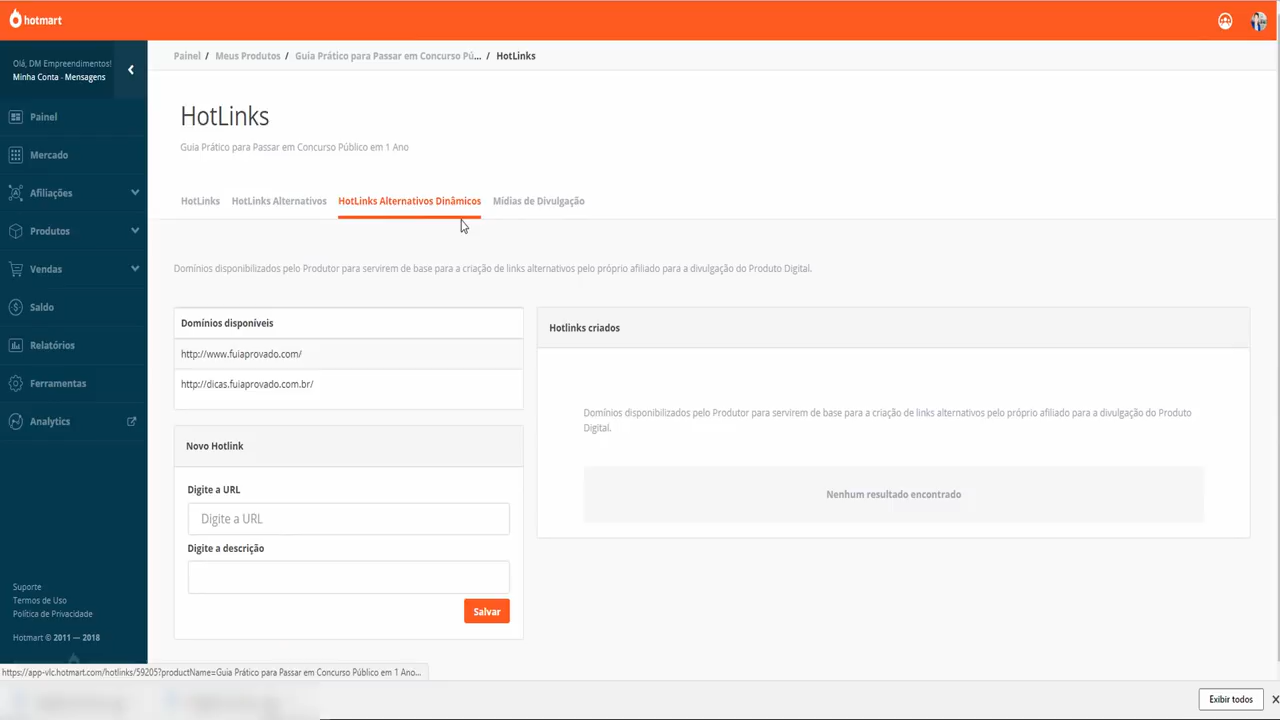 hotmart
Olá, DM Empreendimentos!
Minha Conta - Mensagens
Painel
Mercado
Afiliações
Produtos
Vendas
Saldo
Relatórios
Ferramentas
Analytics
Suporte
Termos de Uso
Política de Privacidade
Hotmart © 2011 — 2018
Painel / Meus Produtos / Guia Prático para Passar em Concurso Pú... / HotLinks
HotLinks
Guia Prático para Passar em Concurso Público em 1 Ano
HotLinks HotLinks Alternativos HotLinks Alternativos Dinâmicos Mídias de Divulgação
Domínios disponibilizados pelo Produtor para servirem de base para a criação de links alternativos pelo próprio afiliado para a divulgação do Produto Digital.
Domínios disponíveis
http://www.fuiaprovado.com/
http://dicas.fuiaprovado.com.br/
Novo Hotlink
Digite a URL
Digite a URL
Digite a descrição
Salvar
Hotlinks criados
Domínios disponibilizados pelo Produtor para servirem de base para a criação de links alternativos pelo próprio afiliado para a divulgação do Produto
Digital.
Nenhum resultado encontrado
https://app-vlc.hotmart.com/hotlinks/59205?productName=Guia Prático para Passar em Concurso Público em 1 Ano...
Exibir todos